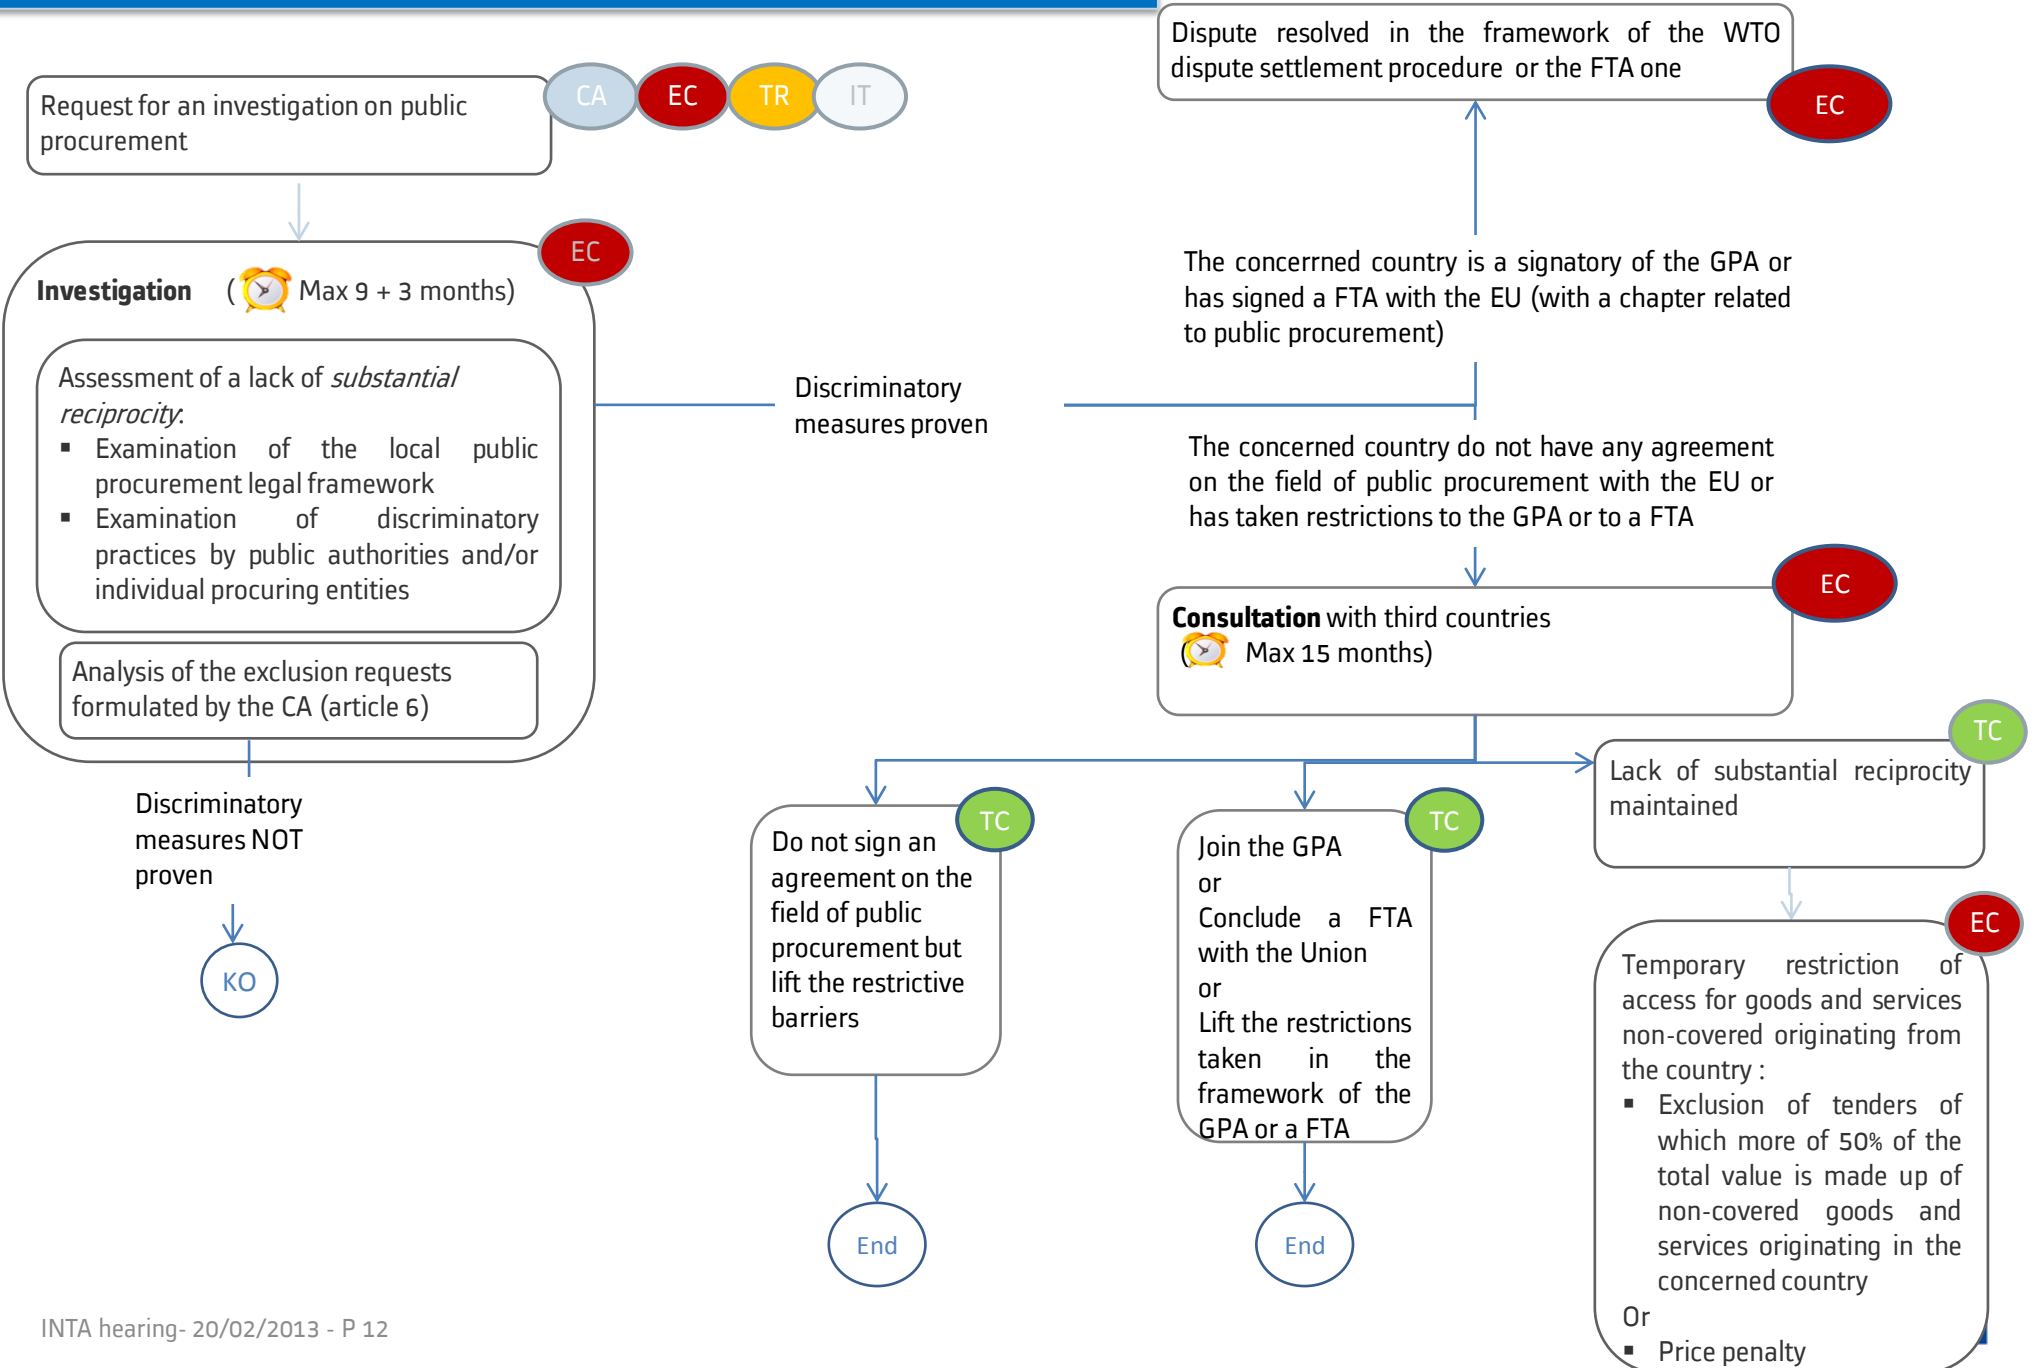 Request for an investigation on public
procurement
CA
EC
TR
IT
Investigation ( Max 9 + 3 months)
EC
Assessment of a lack of substantial
reciprocity:
▪ Examination of the local public
procurement legal framework
▪ Examination of discriminatory
practices by public authorities and/or
individual procuring entities
Analysis of the exclusion requests
formulated by the CA (article 6)
Discriminatory
measures NOT
proven
KO
Discriminatory
measures proven
Dispute resolved in the framework of the WTO
dispute settlement procedure or the FTA one
EC
The concerrned country is a signatory of the GPA or
has signed a FTA with the EU (with a chapter related
to public procurement)
The concerned country do not have any agreement
on the field of public procurement with the EU or
has taken restrictions to the GPA or to a FTA
Consultation with third countries
( Max 15 months)
EC
Do not sign an
agreement on the
field of public
procurement but
lift the restrictive
barriers
TC
End
Join the GPA
or
Conclude a FTA
with the Union
or
Lift the restrictions
taken in the
framework of the
GPA or a FTA
TC
End
Lack of substantial reciprocity
maintained
TC
Temporary restriction of
access for goods and services
non-covered originating from
the country :
▪ Exclusion of tenders of
which more of 50% of the
total value is made up of
non-covered goods and
services originating in the
concerned country
Or
▪ Price penalty
EC
INTA hearing- 20/02/2013 - P 12